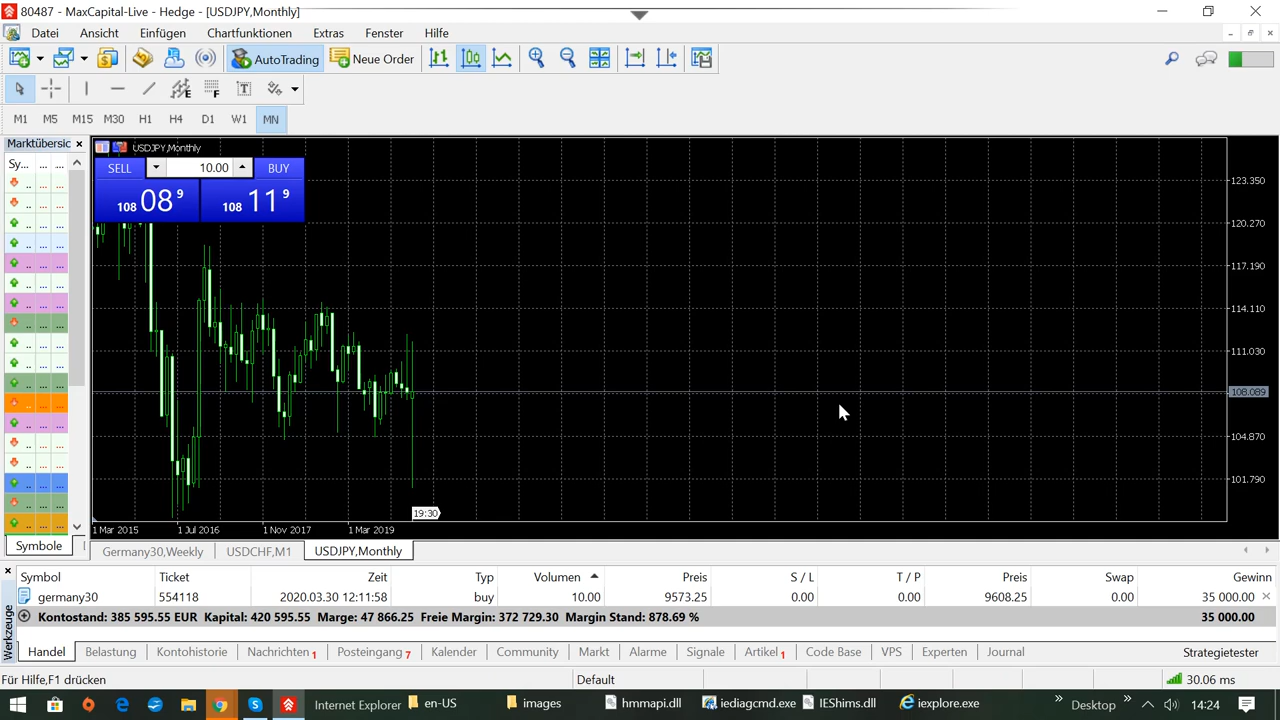 80487 - MaxCapital-Live - Hedge - [USDJPY,Monthly]
Datei Ansicht Einfügen Chartfunktionen Extras Fenster Hilfe
AutoTrading Neue Order
E F T
M1 M5 M15 M30 H1 H4 D1 W1 MN
Marktübersic
Sy... ... ...
USDJPY,Monthly
SELL 10.00 BUY
108 08 9 108 11 9
123.350
120.270
117.190
114.110
111.030
108.089
104.870
101.790
19:30
1 Mar 2015 1 Jul 2016 1 Nov 2017 1 Mar 2019
Symbole
Germany30,Weekly USDCHF,M1 USDJPY,Monthly
Symbol Ticket Zeit Typ Volumen Preis S / L T / P Preis Swap Gewinn
germany30 554118 2020.03.30 12:11:58 buy 10.00 9573.25 0.00 0.00 9608.25 0.00 35 000.00
Kontostand: 385 595.55 EUR Kapital: 420 595.55 Marge: 47 866.25 Freie Margin: 372 729.30 Margin Stand: 878.69 % 35 000.00
Werkzeuge
Handel Belastung Kontohistorie Nachrichten 1 Posteingang 7 Kalender Community Markt Alarme Signale Artikel 1 Code Base VPS Experten Journal Strategietester
Für Hilfe,F1 drücken Default 30.06 ms
Internet Explorer en-US images hmmapi.dll iediagcmd.exe IEShims.dll iexplore.exe Desktop 14:24